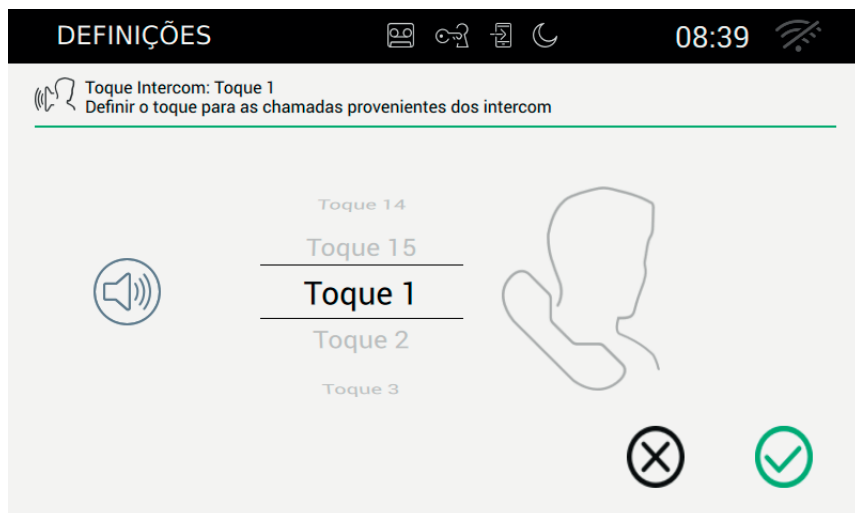 DEFINIÇÕES 08:39
Toque Intercom: Toque 1
Definir o toque para as chamadas provenientes dos intercom
Toque 14
Toque 15
Toque 1
Toque 2
Toque 3